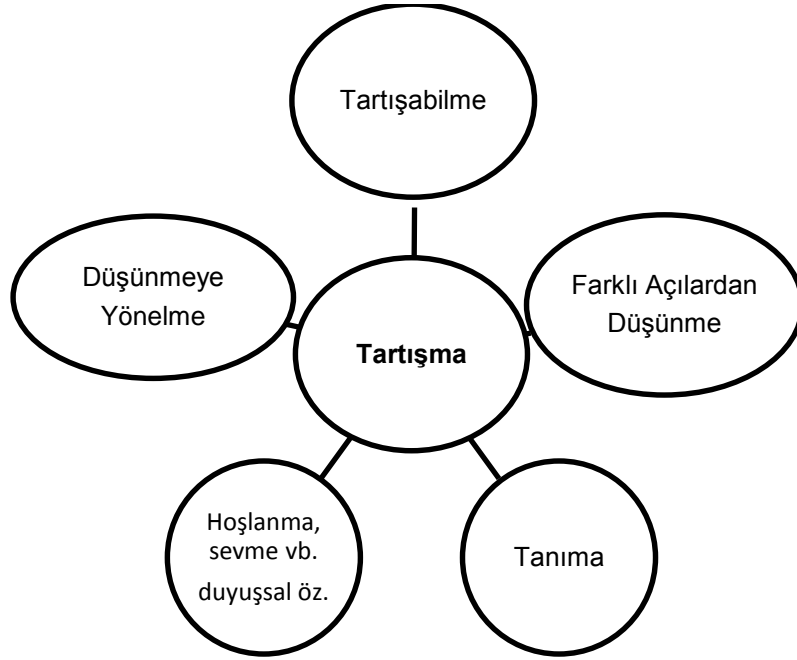 Tartışabilme
Düşünmeye
Yönelme
Farklı Açılardan
Düşünme
Tartışma
Hoşlanma,
sevme vb.
duyuşsal öz.
Tanıma